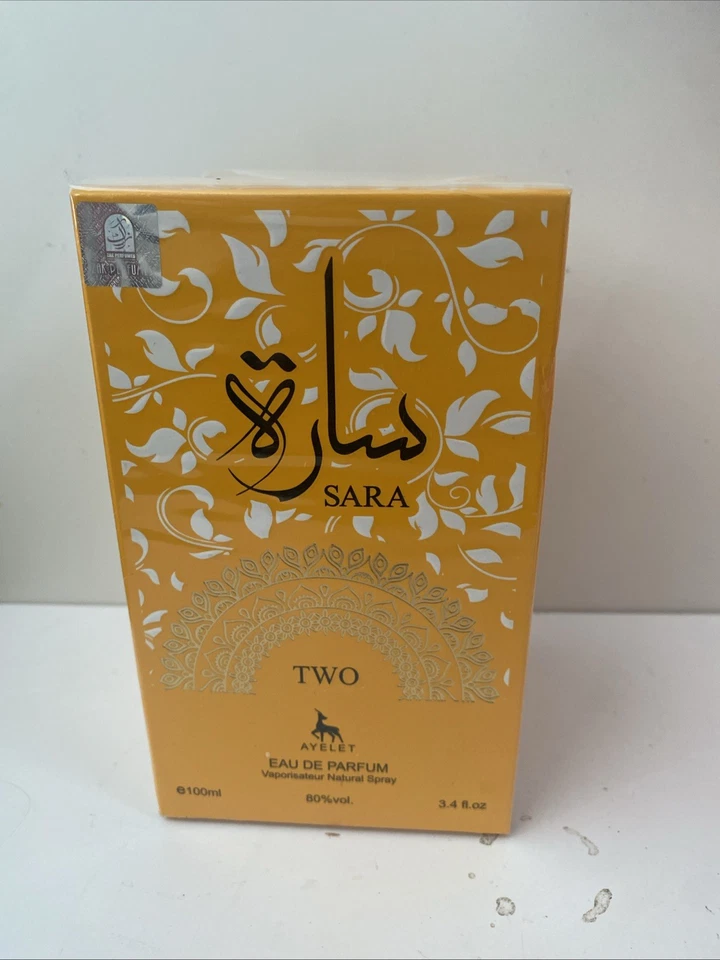 سارة
SARA
TWO
AYELET
EAU DE PARFUM
Vaporisateur Natural Spray
℮100ml
80%vol.
3.4 fl.oz